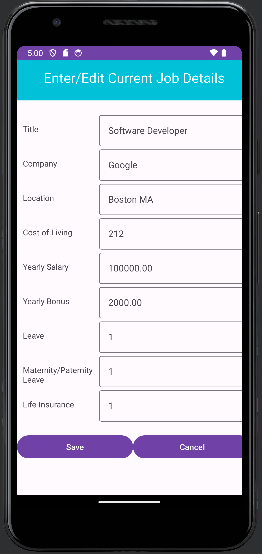 5:00
Enter/Edit Current Job Details
Title Software Developer
Company Google
Location Boston MA
Cost of Living 212
Yearly Salary 100000.00
Yearly Bonus 2000.00
Leave 1
Maternity/Paternity
Leave 1
Life Insurance 1
Save Cancel